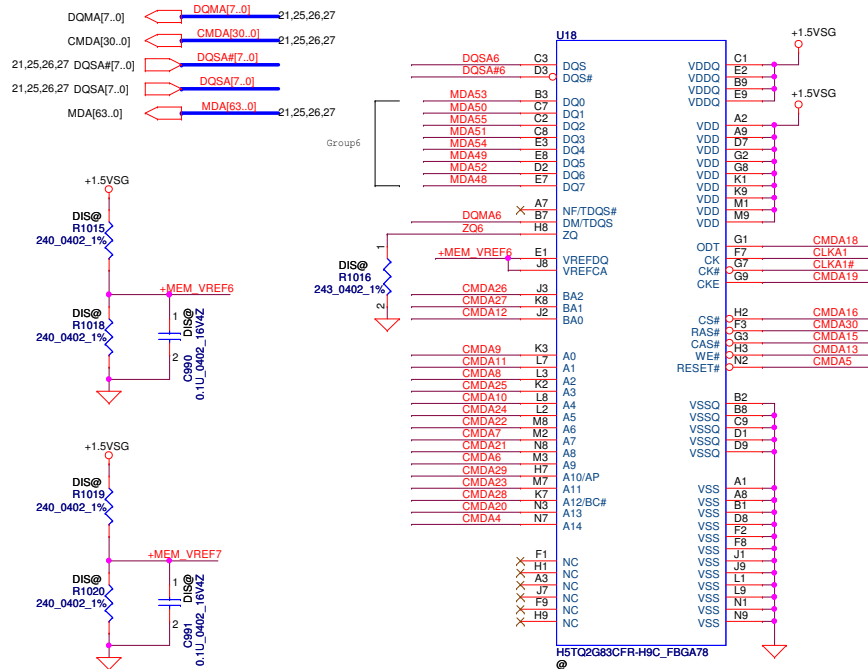 DQMA[7..0] DQMA[7..0] 21,25,26,27
CMDA[30..0] CMDA[30..0] 21,25,26,27
21,25,26,27 DQSA#[7..0] DQSA#[7..0]
21,25,26,27 DQSA[7..0] DQSA[7..0]
MDA[63..0] MDA[63..0] 21,25,26,27
+1.5VSG
DIS@
R1015
240_0402_1%
+MEM_VREF6
DIS@
R1018
240_0402_1%
1
2
DIS@
C990
0.1U_0402_16V4Z
+1.5VSG
DIS@
R1019
240_0402_1%
+MEM_VREF7
DIS@
R1020
240_0402_1%
1
2
DIS@
C991
0.1U_0402_16V4Z
Group6
1
DIS@
R1016
243_0402_1%
2
U18
DQSA6 C3 DQS
DQSA#6 D3 DQS#
MDA53 B3 DQ0
MDA50 C7 DQ1
MDA55 C2 DQ2
MDA51 C8 DQ3
MDA54 E3 DQ4
MDA49 E8 DQ5
MDA52 D2 DQ6
MDA48 E7 DQ7
A7 NF/TDQS#
DQMA6 B7 DM/TDQS
ZQ6 H8 ZQ
+MEM_VREF6 E1 VREFDQ
J8 VREFCA
CMDA26 J3 BA2
CMDA27 K8 BA1
CMDA12 J2 BA0
CMDA9 K3 A0
CMDA11 L7 A1
CMDA8 L3 A2
CMDA25 K2 A3
CMDA10 L8 A4
CMDA24 L2 A5
CMDA22 M8 A6
CMDA7 M2 A7
CMDA21 N8 A8
CMDA6 M3 A9
CMDA29 H7 A10/AP
CMDA23 M7 A11
CMDA28 K7 A12/BC#
CMDA20 N3 A13
CMDA4 N7 A14
F1 NC
H1 NC
A3 NC
J7 NC
F9 NC
H9 NC
+1.5VSG
VDDQ C1
VDDQ E2
VDDQ B9
VDDQ E9
+1.5VSG
VDD A2
VDD A9
VDD D7
VDD G2
VDD G8
VDD K1
VDD K9
VDD M1
VDD M9
ODT G1 CMDA18
CK F7 CLKA1
CK# G7 CLKA1#
CKE G9 CMDA19
CS# H2 CMDA16
RAS# F3 CMDA30
CAS# G3 CMDA15
WE# H3 CMDA13
RESET# N2 CMDA5
VSSQ B2
VSSQ B8
VSSQ C9
VSSQ D1
VSSQ D9
VSS A1
VSS A8
VSS B1
VSS D8
VSS F2
VSS F8
VSS J1
VSS J9
VSS L1
VSS L9
VSS N1
VSS N9
H5TQ2G83CFR-H9C_FBGA78
@